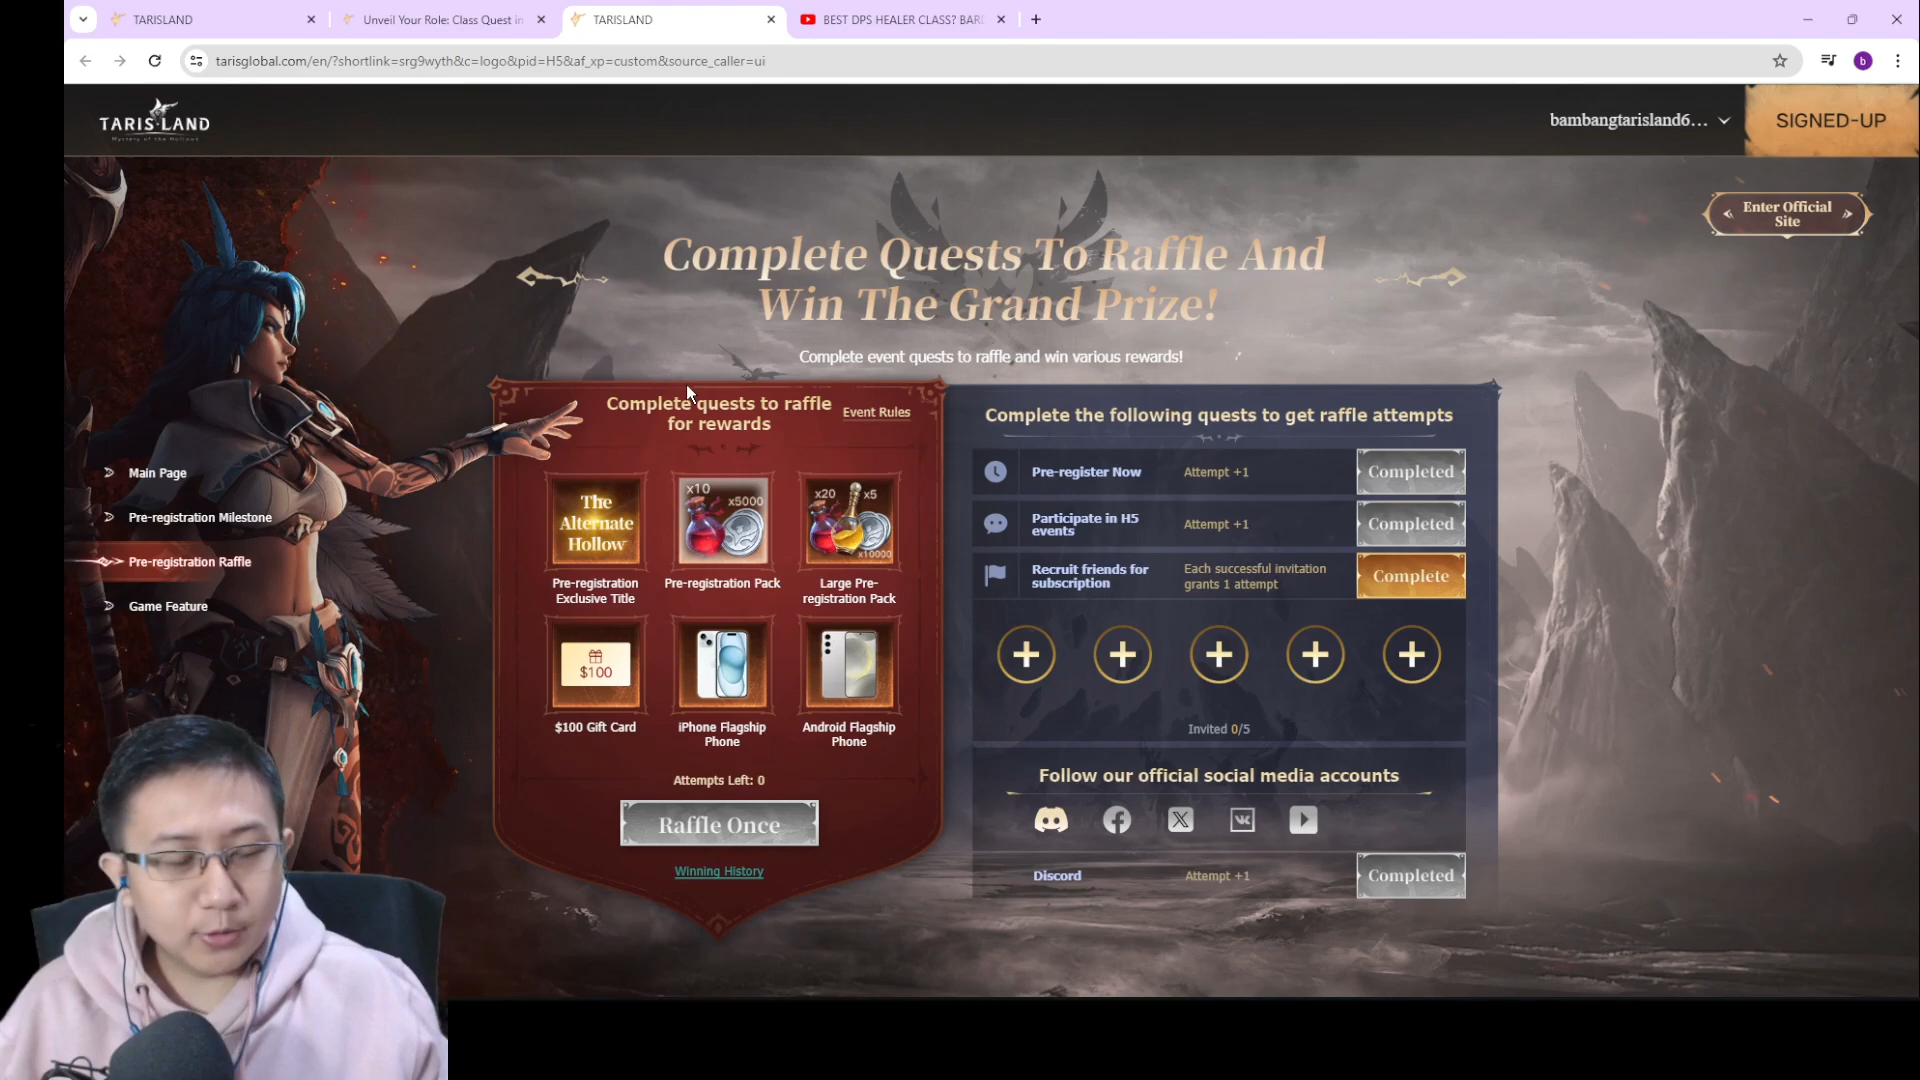 TARISLAND
Unveil Your Role: Class Quest in
TARISLAND
BEST DPS HEALER CLASS? BARD
tarisglobal.com/en/?shortlink=srg9wyth&c=logo&pid=H5&af_xp=custom&source_caller=ui
b
TARISLAND
Mystery of the Hollows
bambangtarisland6...
SIGNED-UP
Enter Official
Site
Complete Quests To Raffle And
Win The Grand Prize!
Complete event quests to raffle and win various rewards!
Complete quests to raffle
for rewards
Event Rules
Main Page
Pre-registration Milestone
Pre-registration Raffle
Game Feature
The
Alternate
Hollow
x10
x5000
x20
x5
x10000
Pre-registration
Exclusive Title
Pre-registration Pack
Large Pre-
registration Pack
$100
$100 Gift Card
iPhone Flagship
Phone
Android Flagship
Phone
Attempts Left: 0
Raffle Once
Winning History
Complete the following quests to get raffle attempts
Pre-register Now
Attempt +1
Completed
Participate in H5
events
Attempt +1
Completed
Recruit friends for
subscription
Each successful invitation
grants 1 attempt
Complete
Invited 0/5
Follow our official social media accounts
Discord
Attempt +1
Completed